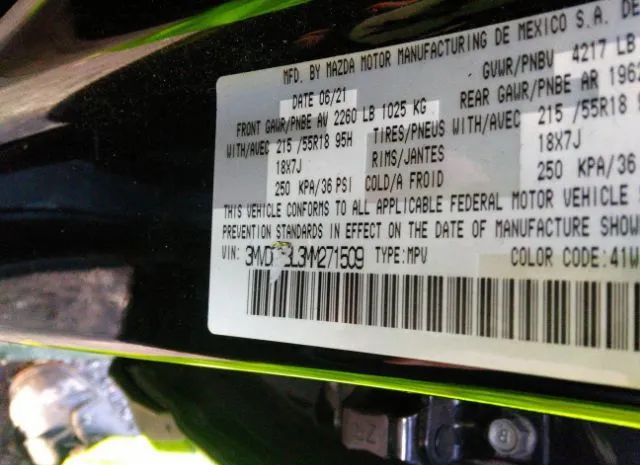 MFD. BY MAZDA MOTOR MANUFACTURING DE MEXICO S.A. DE
DATE 06/21 GVWR/PNBV 4217 LB
FRONT GAWR/PNBE AV 2260 LB 1025 KG REAR GAWR/PNBE AR 1962
WITH/AVEC 215 /55R18 95H TIRES/PNEUS WITH/AVEC 215 /55R18
18X7J RIMS/JANTES 18X7J
250 KPA/36 PSI COLD/A FROID 250 KPA/36
THIS VEHICLE CONFORMS TO ALL APPLICABLE FEDERAL MOTOR VEHICLE
PREVENTION STANDARDS IN EFFECT ON THE DATE OF MANUFACTURE SHOW
VIN: TYPE:MPV COLOR CODE:41W